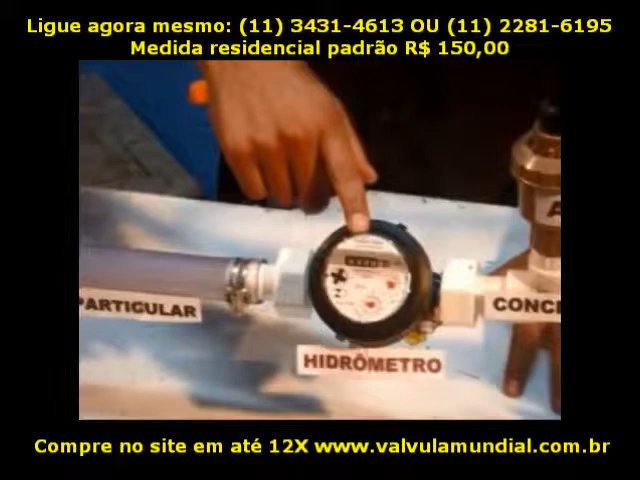 Ligue agora mesmo: (11) 3431-4613 OU (11) 2281-6195
Medida residencial padrão R$ 150,00
PARTICULAR
HIDRÔMETRO
Compre no site em até 12X www.valvulamundial.com.br